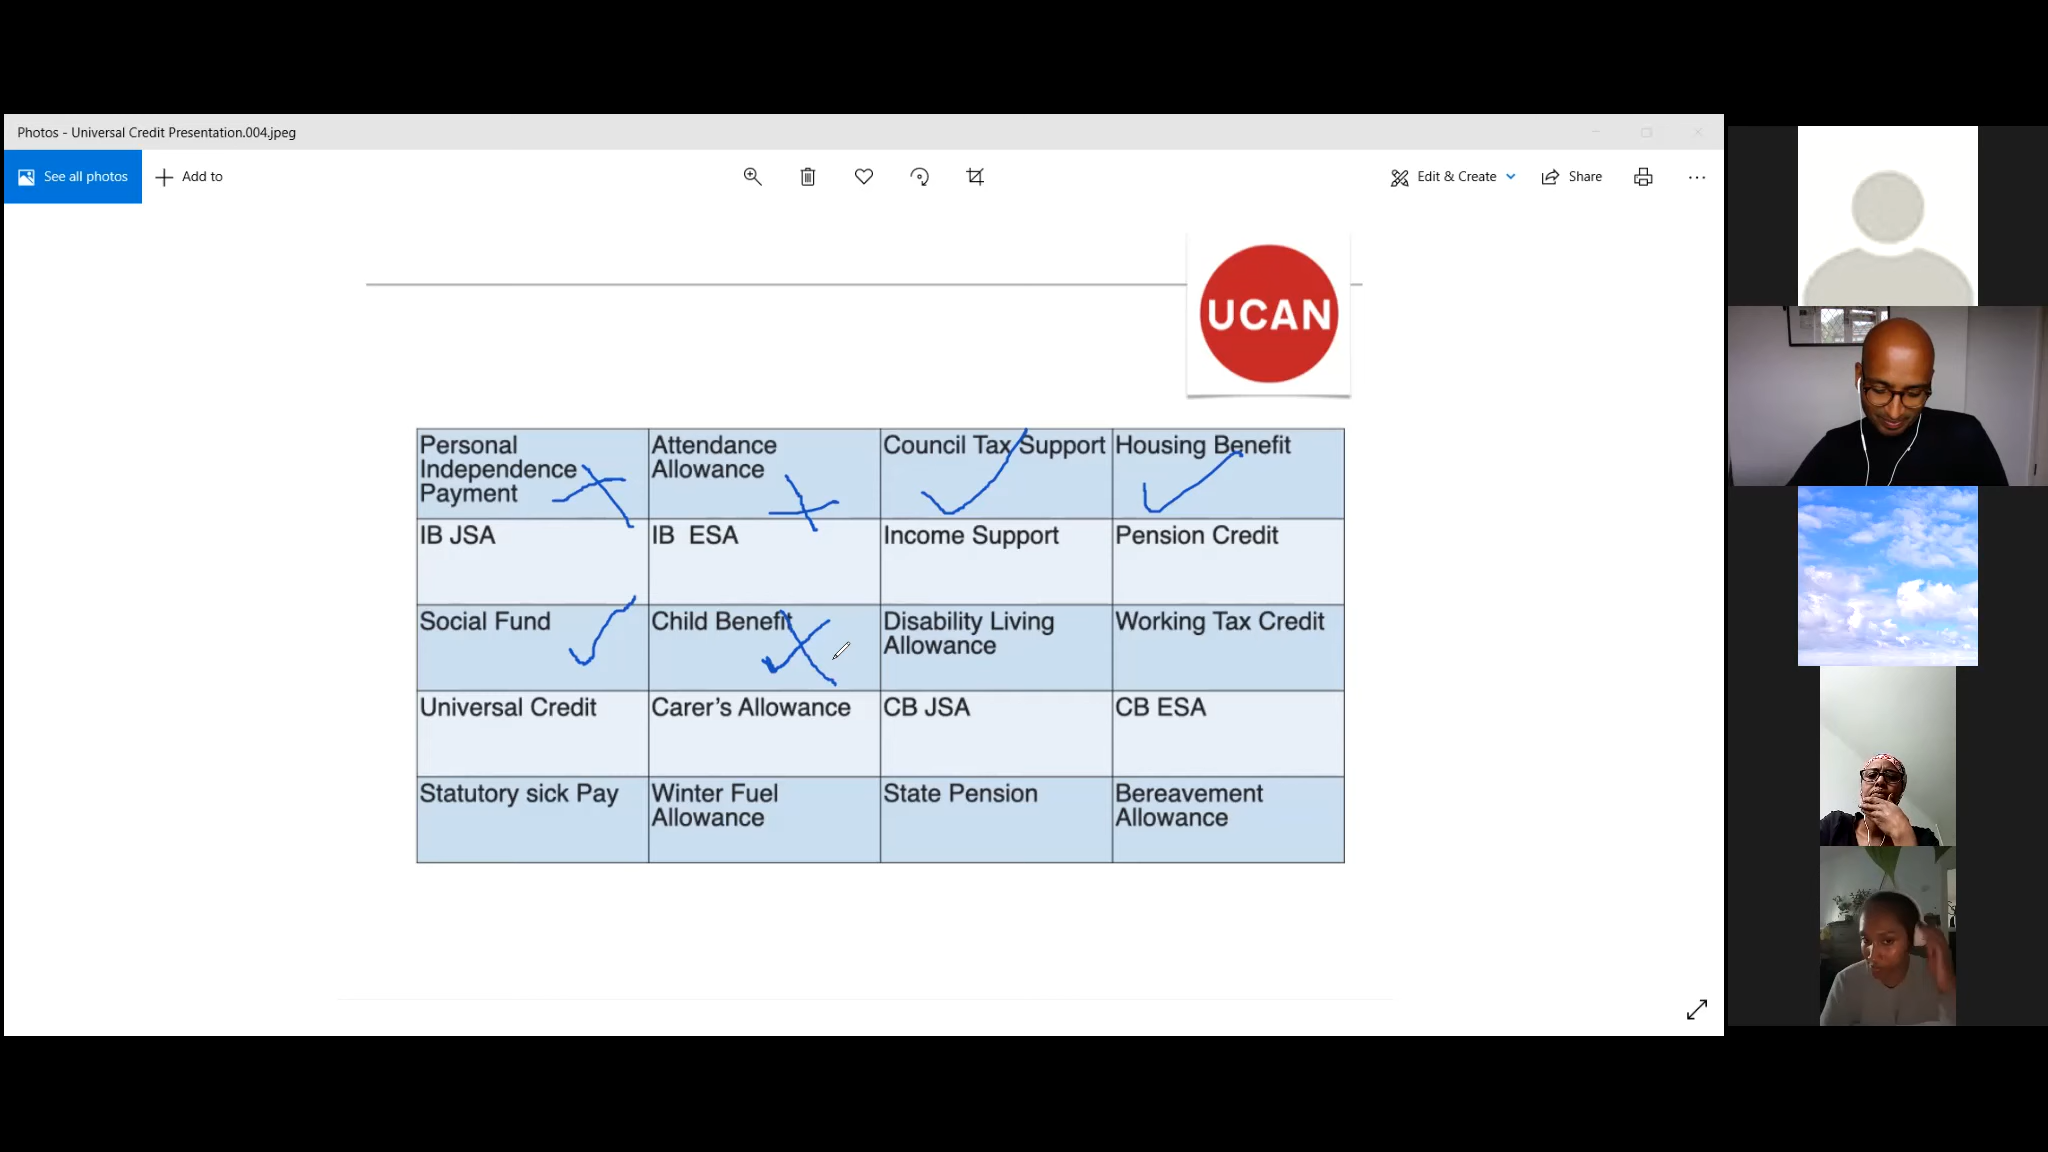 Photos - Universal Credit Presentation.004.jpeg
See all photos
Add to
Edit & Create
Share
UCAN
Personal
Independence
Payment
Attendance
Allowance
Council Tax Support
Housing Benefit
IB JSA
IB  ESA
Income Support
Pension Credit
Social Fund
Child Benefit
Disability Living
Allowance
Working Tax Credit
Universal Credit
Carer’s Allowance
CB JSA
CB ESA
Statutory sick Pay
Winter Fuel
Allowance
State Pension
Bereavement
Allowance